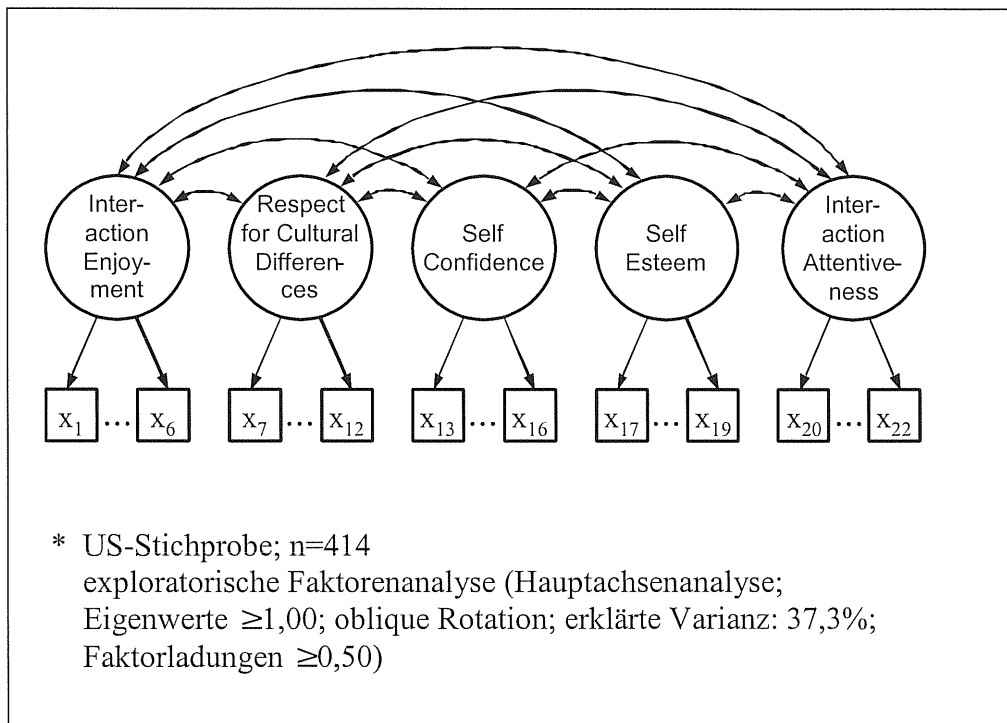 Inter-
action
Enjoy-
ment
Respect
for Cultural
Differen-
ces
Self
Confidence
Self
Esteem
Inter-
action
Attentive-
ness
x₁ ... x₆ x₇ ... x₁₂ x₁₃ ... x₁₆ x₁₇ ... x₁₉ x₂₀ ... x₂₂
* US-Stichprobe; n=414
exploratorische Faktorenanalyse (Hauptachsenanalyse;
Eigenwerte ≥1,00; oblique Rotation; erklärte Varianz: 37,3%;
Faktorladungen ≥0,50)